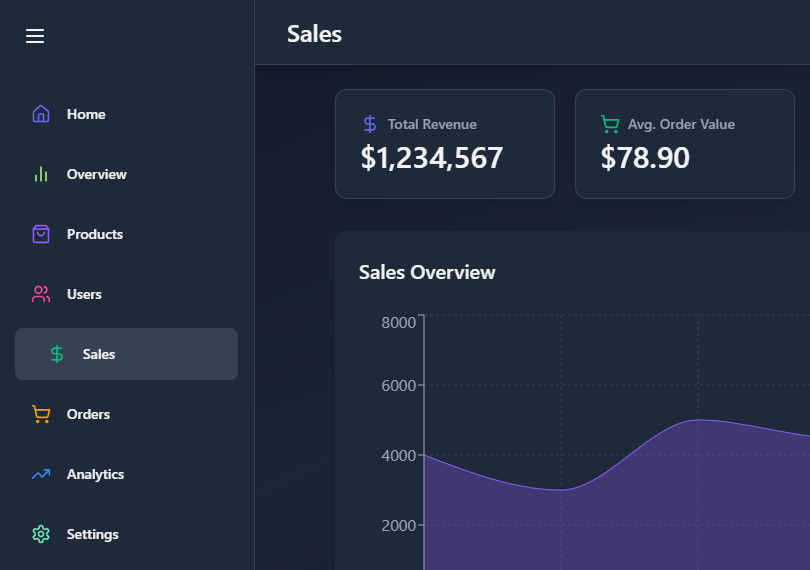 Sales
Home
Overview
Products
Users
Sales
Orders
Analytics
Settings
Total Revenue
$1,234,567
Avg. Order Value
$78.90
Sales Overview
8000
6000
4000
2000